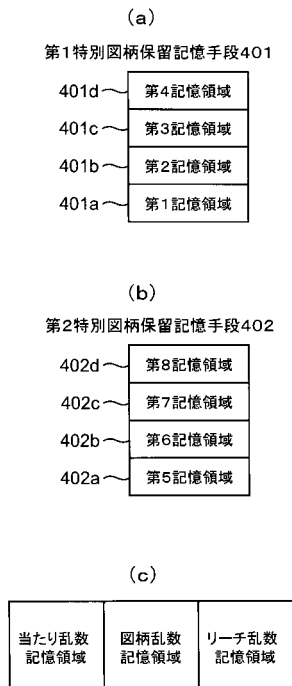 (a)
第1特別図柄保留記憶手段401
401d 第4記憶領域
401c 第3記憶領域
401b 第2記憶領域
401a 第1記憶領域
(b)
第2特別図柄保留記憶手段402
402d 第8記憶領域
402c 第7記憶領域
402b 第6記憶領域
402a 第5記憶領域
(c)
当たり乱数 図柄乱数 リーチ乱数
記憶領域 記憶領域 記憶領域